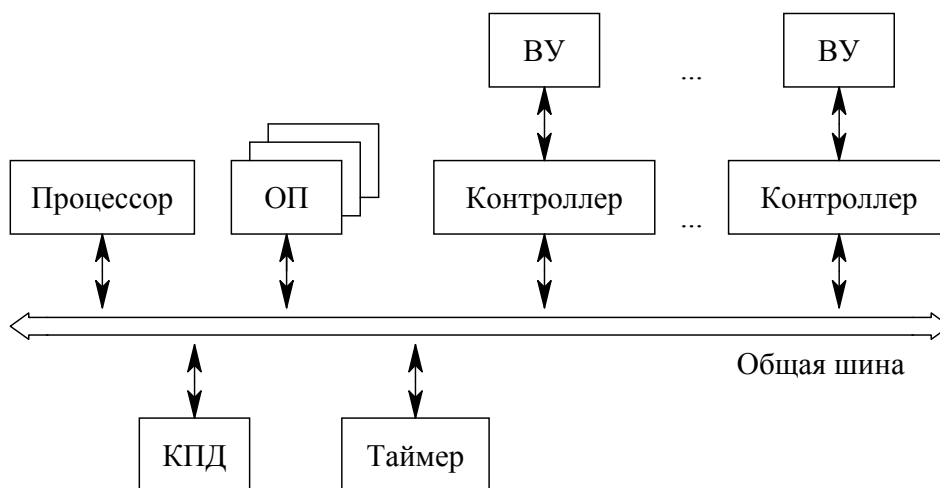 ВУ ... ВУ
Процессор ОП Контроллер ... Контроллер
Общая шина
КПД Таймер